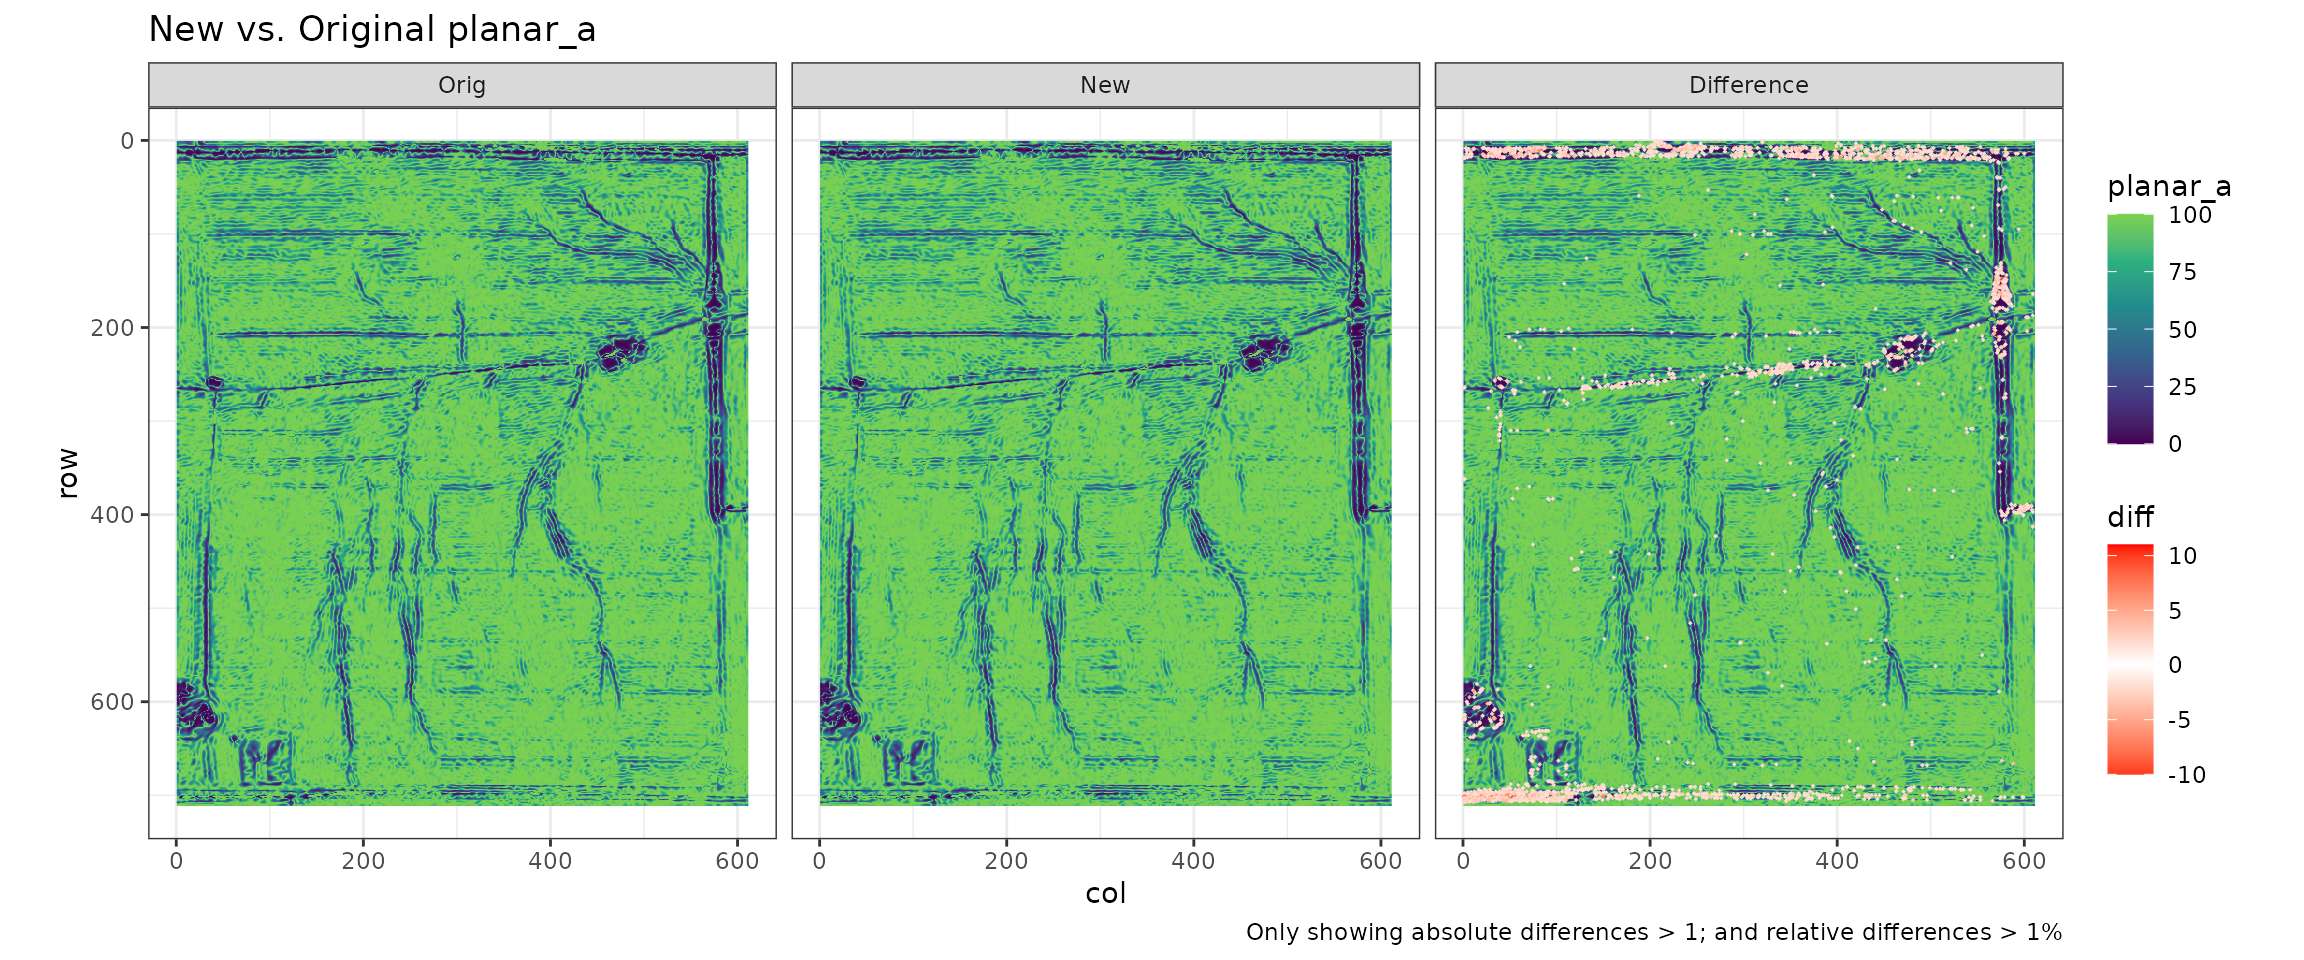 New vs. Original planar_a
Orig
New
Difference
0
200
400
600
row
0
200
400
600
0
200
400
600
0
200
400
600
col
planar_a
100
75
50
25
0
diff
10
5
0
-5
-10
Only showing absolute differences > 1; and relative differences > 1%